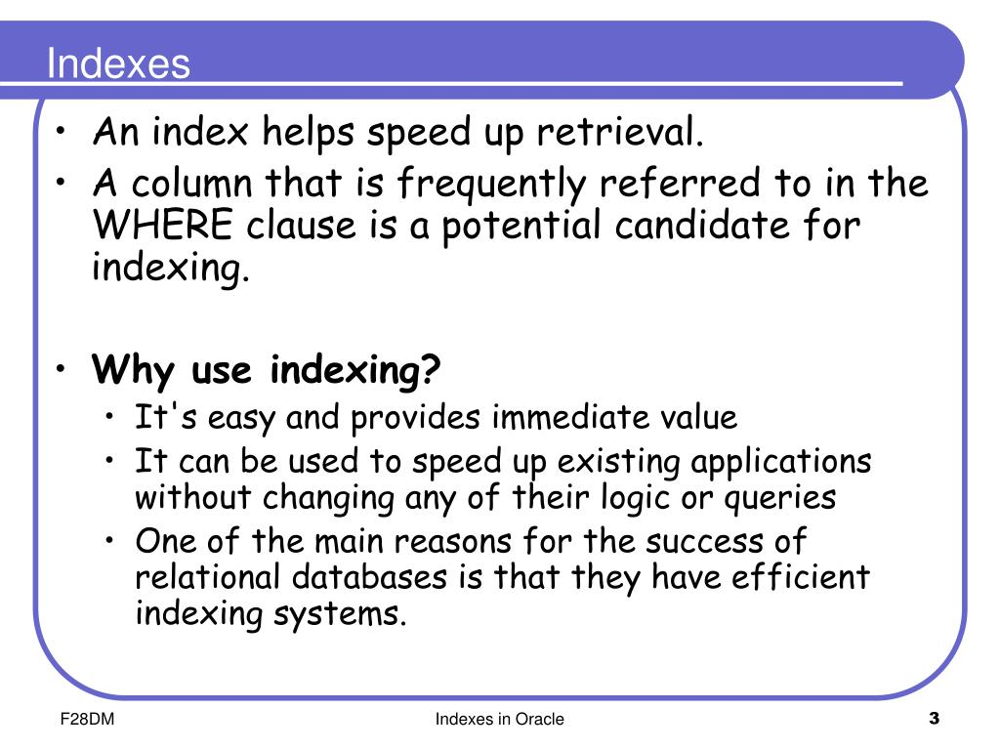 Indexes
• An index helps speed up retrieval.
• A column that is frequently referred to in the
WHERE clause is a potential candidate for
indexing.
• Why use indexing?
• It's easy and provides immediate value
• It can be used to speed up existing applications
without changing any of their logic or queries
• One of the main reasons for the success of
relational databases is that they have efficient
indexing systems.
F28DM Indexes in Oracle 3